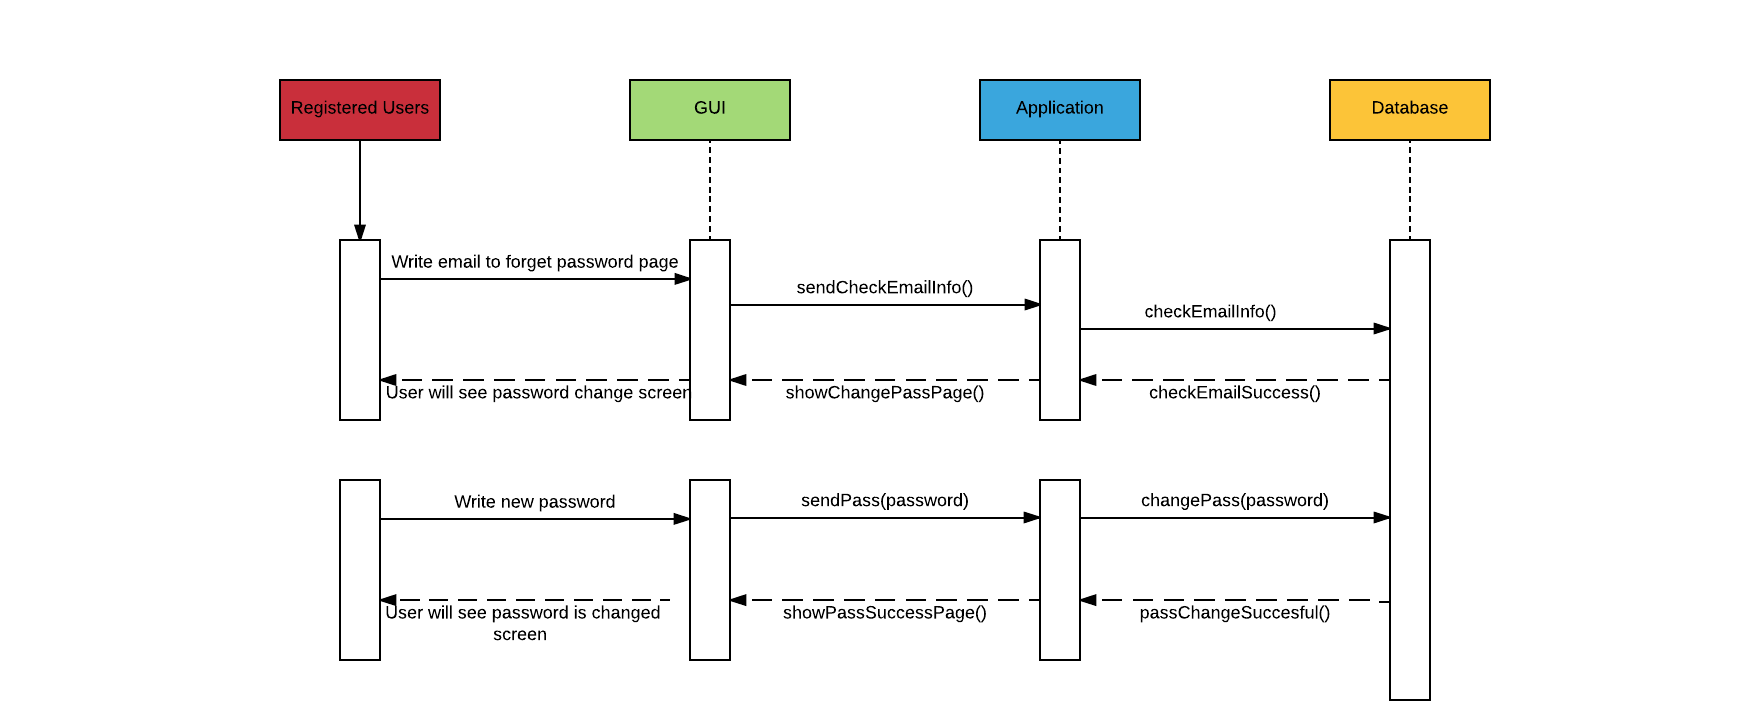 Registered Users
GUI
Application
Database
Write email to forget password page
sendCheckEmailInfo()
checkEmailInfo()
User will see password change screen
showChangePassPage()
checkEmailSuccess()
Write new password
sendPass(password)
changePass(password)
User will see password is changed
screen
showPassSuccessPage()
passChangeSuccesful()